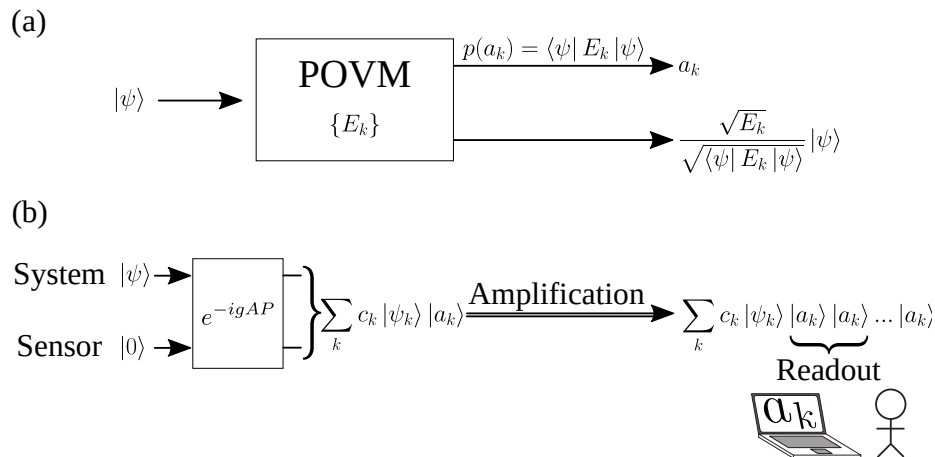 (a)
|ψ⟩
POVM
{E_k}
p(a_k) = ⟨ψ| E_k |ψ⟩
a_k
√E_k / √⟨ψ| E_k |ψ⟩ |ψ⟩
(b)
System |ψ⟩
Sensor |0⟩
e^{-igAP}
∑_k c_k |ψ_k⟩ |a_k⟩
Amplification
∑_k c_k |ψ_k⟩ |a_k⟩ |a_k⟩ ... |a_k⟩
Readout
a_k